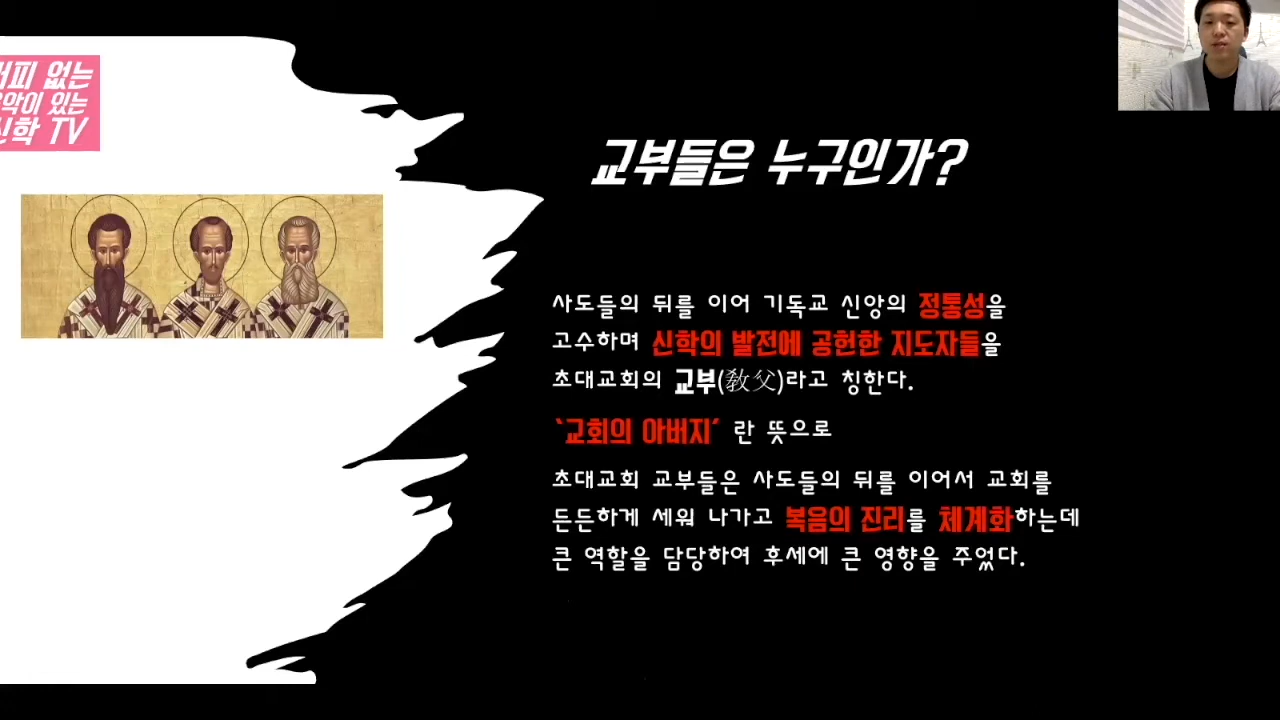 없는
있는
TV
교부들은 누구인가?
사도들의 뒤를 이어 기독교 신앙의 정통성을
고수하며 신학의 발전에 공헌한 지도자들을
초대교회의 교부(敎父)라고 칭한다.
‘교회의 아버지’ 란 뜻으로
초대교회 교부들은 사도들의 뒤를 이어서 교회를
든든하게 세워 나가고 복음의 진리를 체계화하는데
큰 역할을 담당하여 후세에 큰 영향을 주었다.